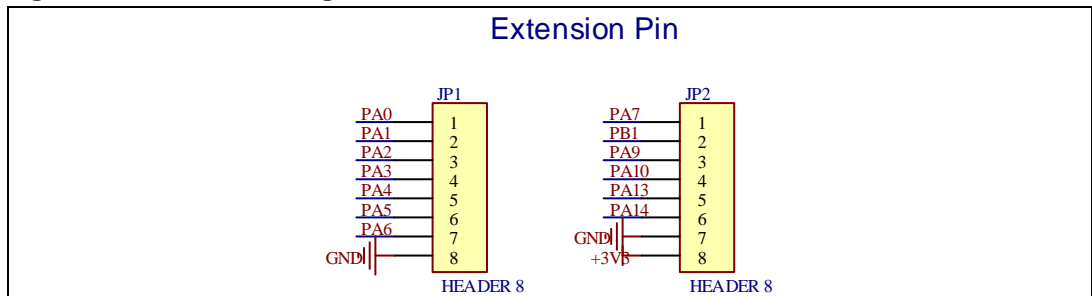 Extension Pin
JP1
PA0 1
PA1 2
PA2 3
PA3 4
PA4 5
PA5 6
PA6 7
GND 8
HEADER 8
JP2
PA7 1
PB1 2
PA9 3
PA10 4
PA13 5
PA14 6
GND 7
+3V3 8
HEADER 8